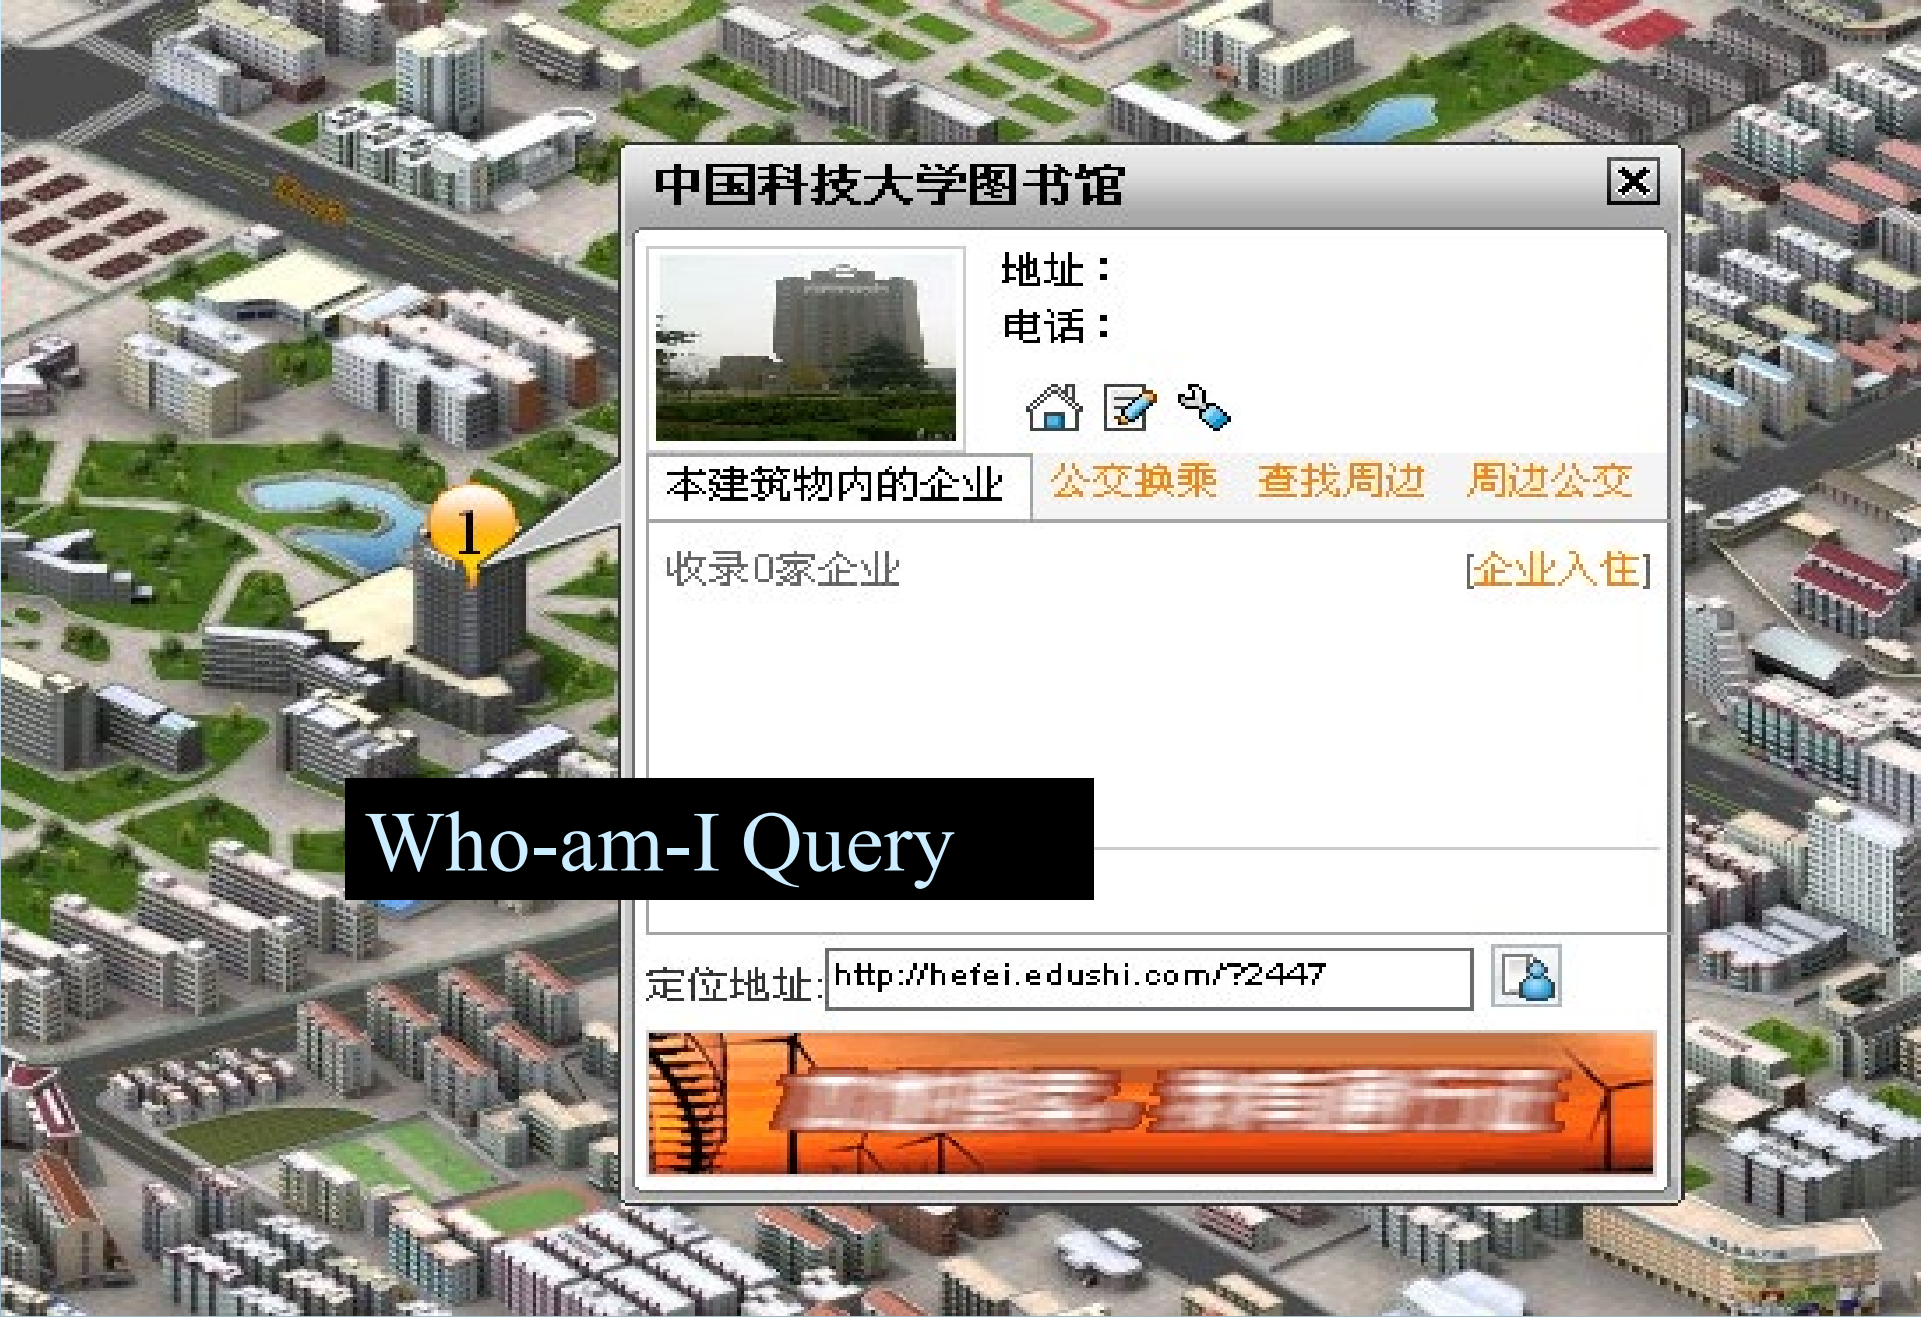 中国科技大学图书馆
地址：
电话：
本建筑物内的企业 公交换乘 查找周边 周边公交
1
收录0家企业 [企业入住]
Who-am-I Query
定位地址: http://hefei.edushi.com/?2447